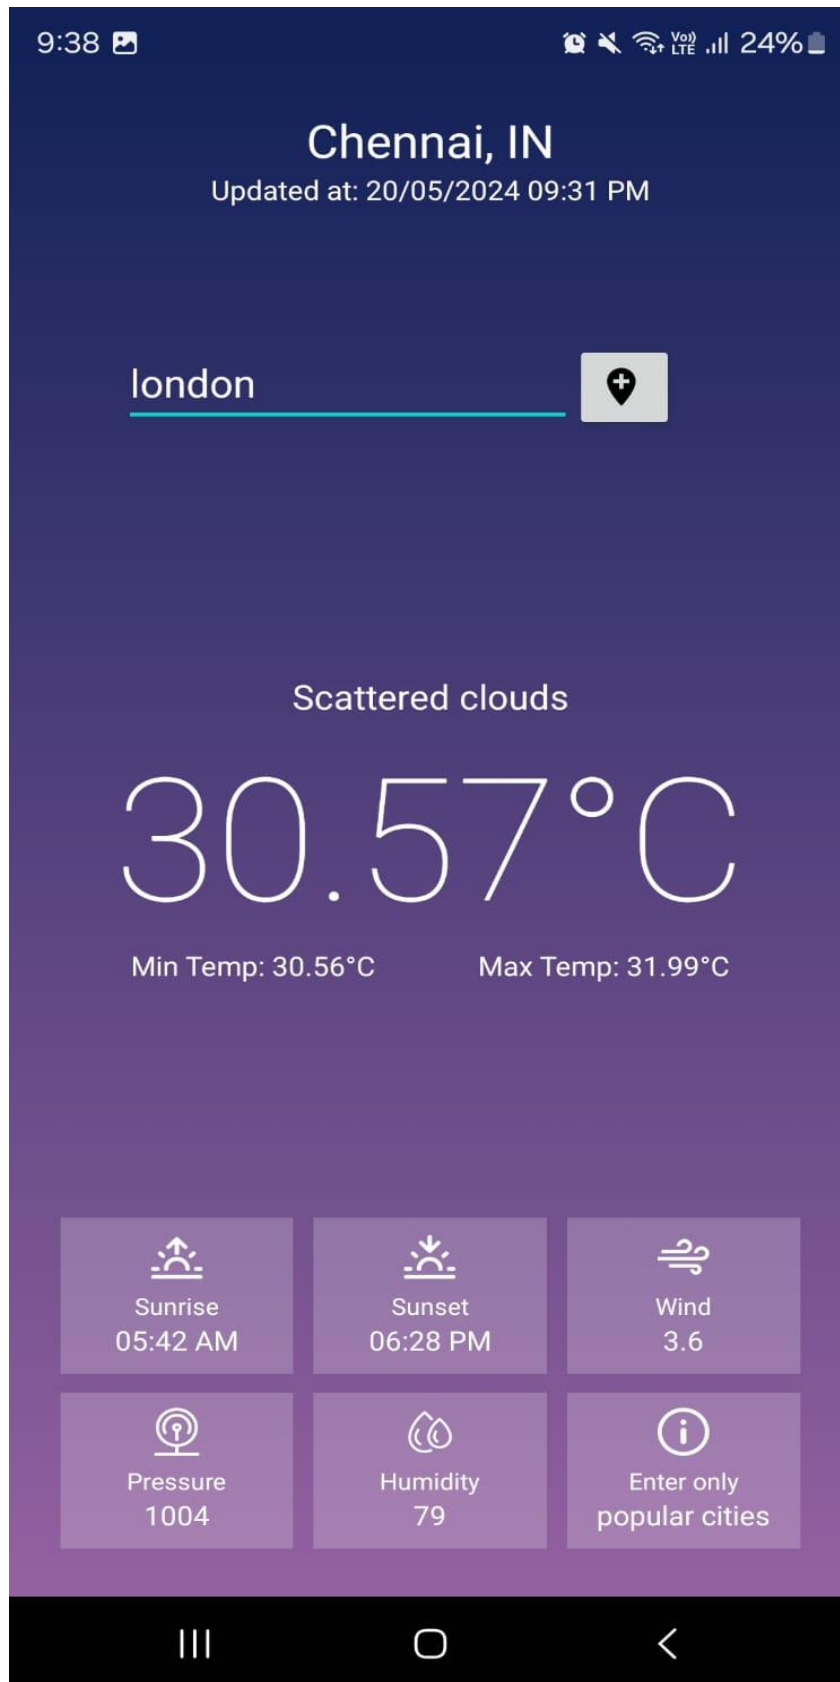 9:38 Vo)) LTE 24%
Chennai, IN
Updated at: 20/05/2024 09:31 PM
london
Scattered clouds
30.57°C
Min Temp: 30.56°C Max Temp: 31.99°C
Sunrise
05:42 AM
Sunset
06:28 PM
Wind
3.6
Pressure
1004
Humidity
79
Enter only
popular cities